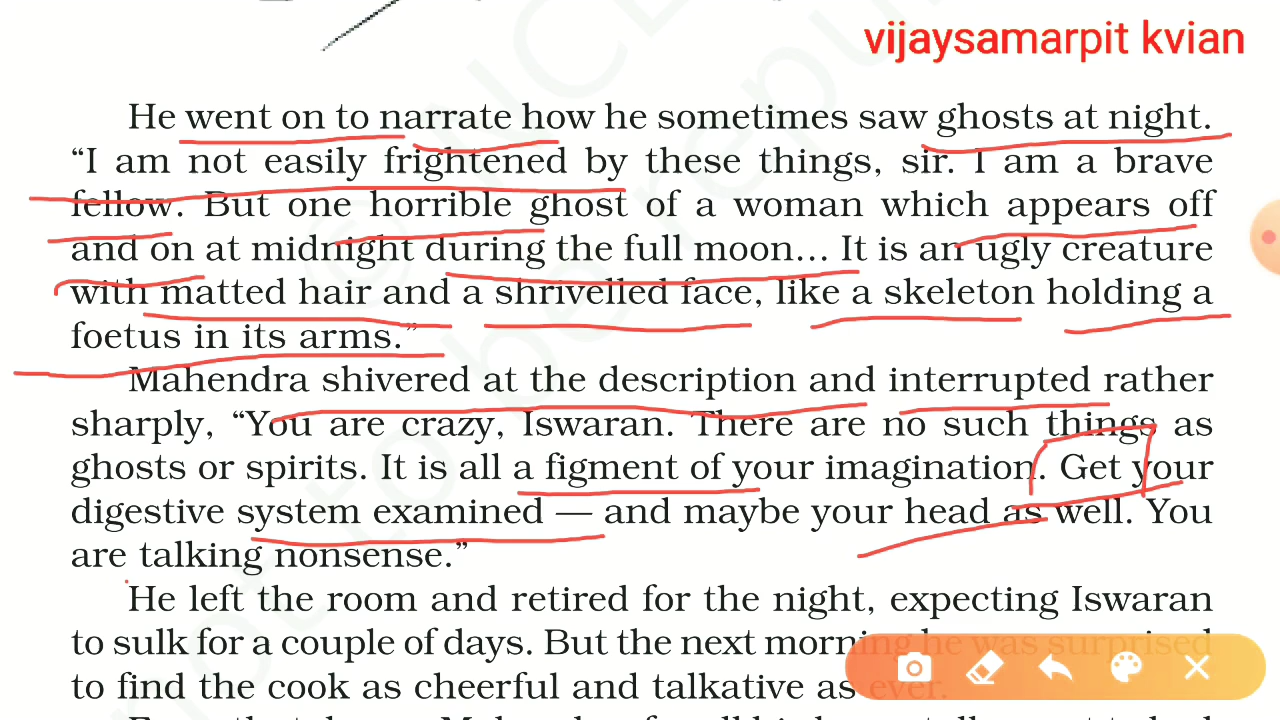 vijaysamarpit kvian
He went on to narrate how he sometimes saw ghosts at night.
“I am not easily frightened by these things, sir. I am a brave
fellow. But one horrible ghost of a woman which appears off
and on at midnight during the full moon... It is an ugly creature
with matted hair and a shrivelled face, like a skeleton holding a
foetus in its arms.”
Mahendra shivered at the description and interrupted rather
sharply, “You are crazy, Iswaran. There are no such things as
ghosts or spirits. It is all a figment of your imagination. Get your
digestive system examined — and maybe your head as well. You
are talking nonsense.”
He left the room and retired for the night, expecting Iswaran
to sulk for a couple of days. But the next morning he was surprised
to find the cook as cheerful and talkative as ever.